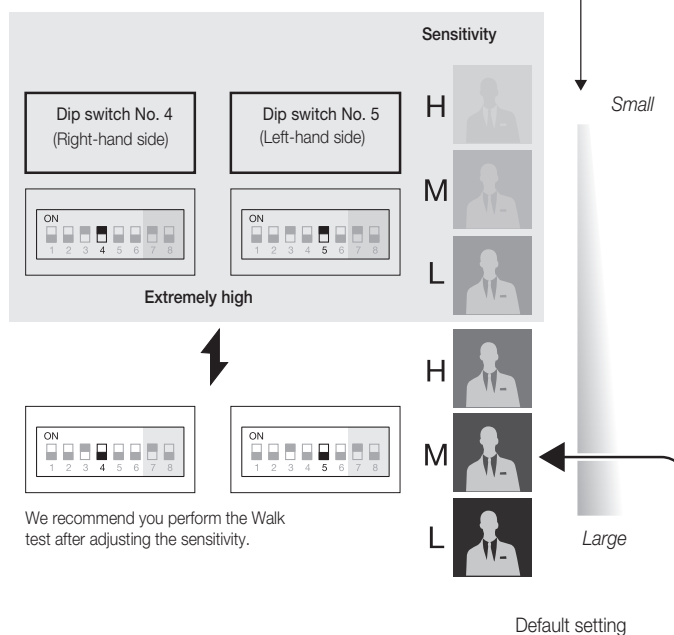 Sensitivity
Dip switch No. 4
(Right-hand side)
Dip switch No. 5
(Left-hand side)
H
Small
M
ON
1 2 3 4 5 6 7 8
ON
1 2 3 4 5 6 7 8
L
Extremely high
H
ON
1 2 3 4 5 6 7 8
ON
1 2 3 4 5 6 7 8
M
We recommend you perform the Walk
test after adjusting the sensitivity.
L
Large
Default setting